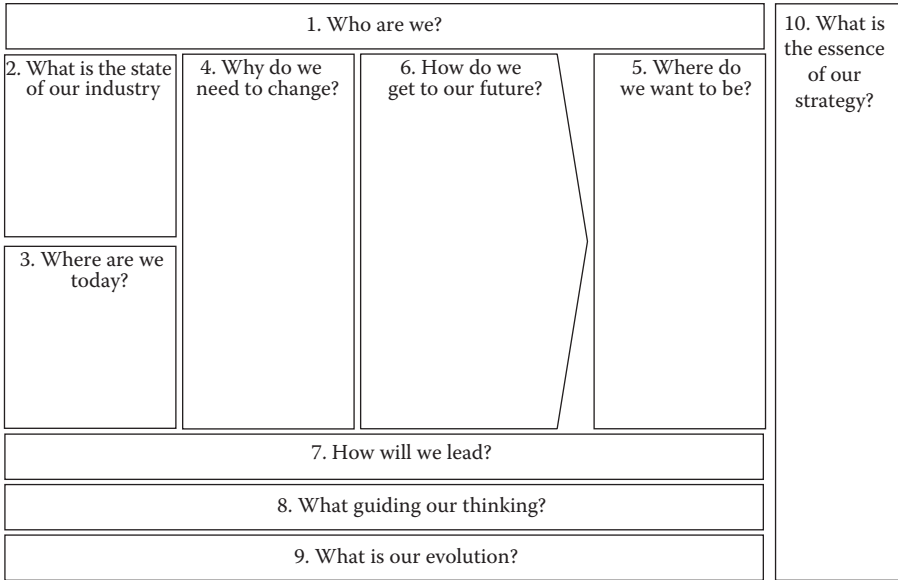 1. Who are we?
2. What is the state
of our industry
3. Where are we
today?
4. Why do we
need to change?
6. How do we
get to our future?
5. Where do
we want to be?
7. How will we lead?
8. What guiding our thinking?
9. What is our evolution?
10. What is
the essence
of our
strategy?